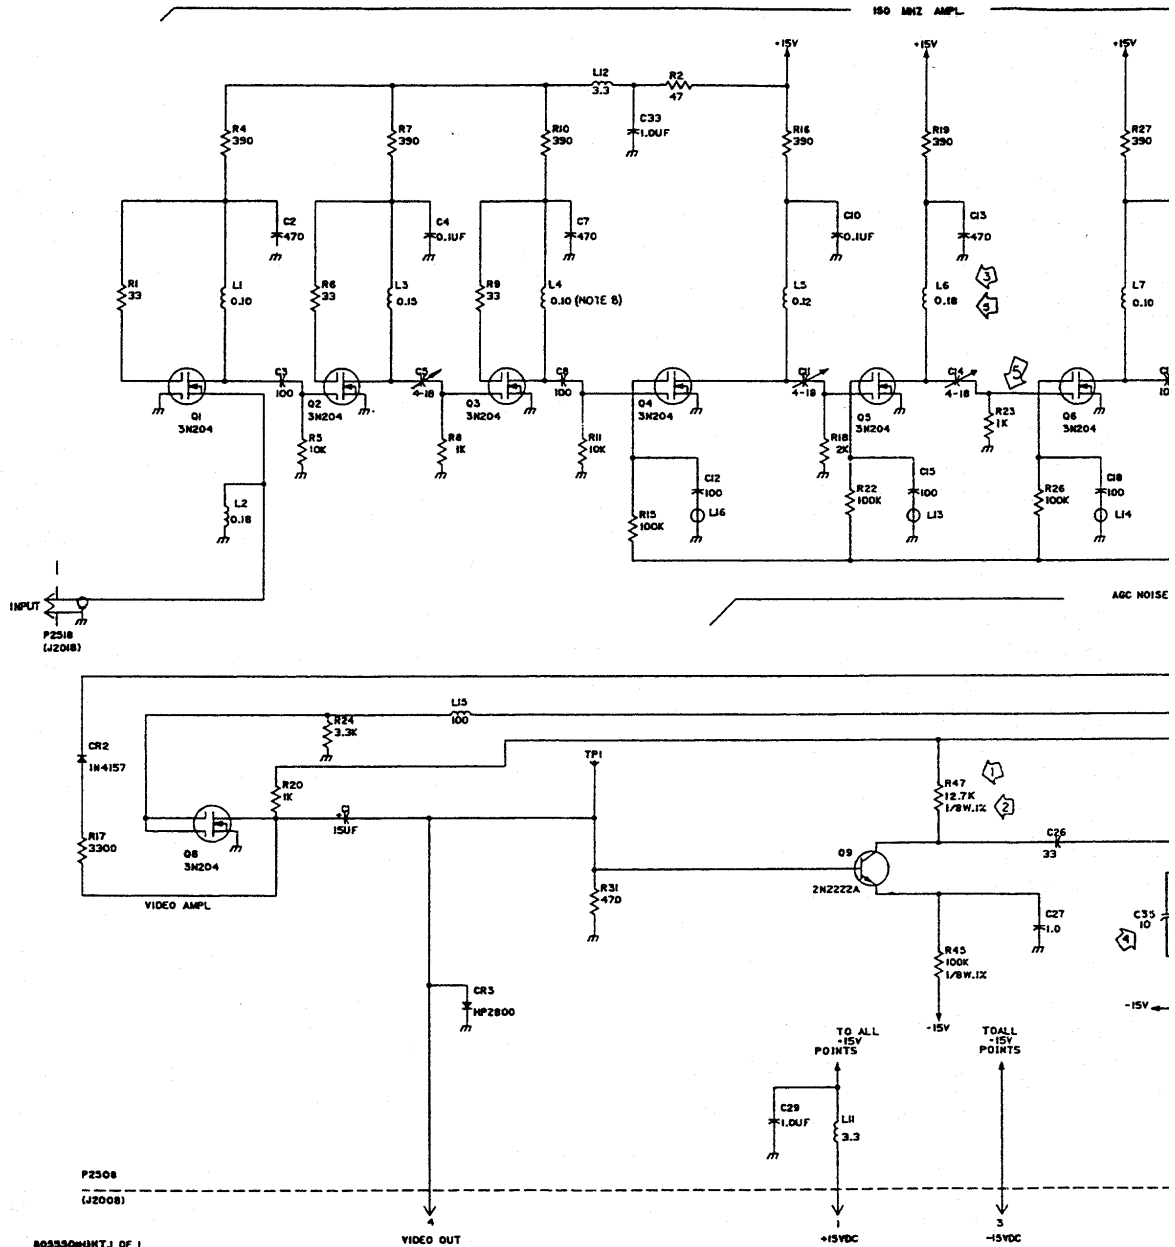 150 MHZ AMPL.
+15V
+15V
+15V
L12
3.3
R2
47
C33
1.0UF
R4
390
R7
390
R10
390
R16
390
R19
390
R27
390
C2
470
C4
0.1UF
C7
470
C10
0.1UF
C13
470
R1
33
L1
0.10
R6
33
L3
0.15
R9
33
L4
0.10 (NOTE 8)
L5
0.12
L6
0.18
3
5
L7
0.10
Q1
3N204
C3
100
Q2
3N204
C5
4-18
Q3
3N204
C8
100
Q4
3N204
C11
4-18
Q5
3N204
C14
4-18
5
R23
1K
Q6
3N204
R5
10K
R8
1K
R11
10K
R18
2K
L2
0.18
R15
100K
C12
100
L16
R22
100K
C15
100
L13
R26
100K
C18
100
L14
INPUT
P2518
(J2018)
AGC NOISE
L15
100
R24
3.3K
CR2
1N4157
R20
1K
TP1
R47
12.7K
1/8W,1%
1
2
15UF
R17
3300
Q8
3N204
VIDEO AMPL
Q9
2N2222A
C26
33
R31
470
C27
1.0
C35
10
4
R45
100K
1/8W,1%
CR3
HP2800
-15V
-15V
TO ALL
+15V
POINTS
TOALL
-15V
POINTS
C29
1.0UF
L11
3.3
P2508
(J2008)
4
VIDEO OUT
1
+15VDC
3
-15VDC